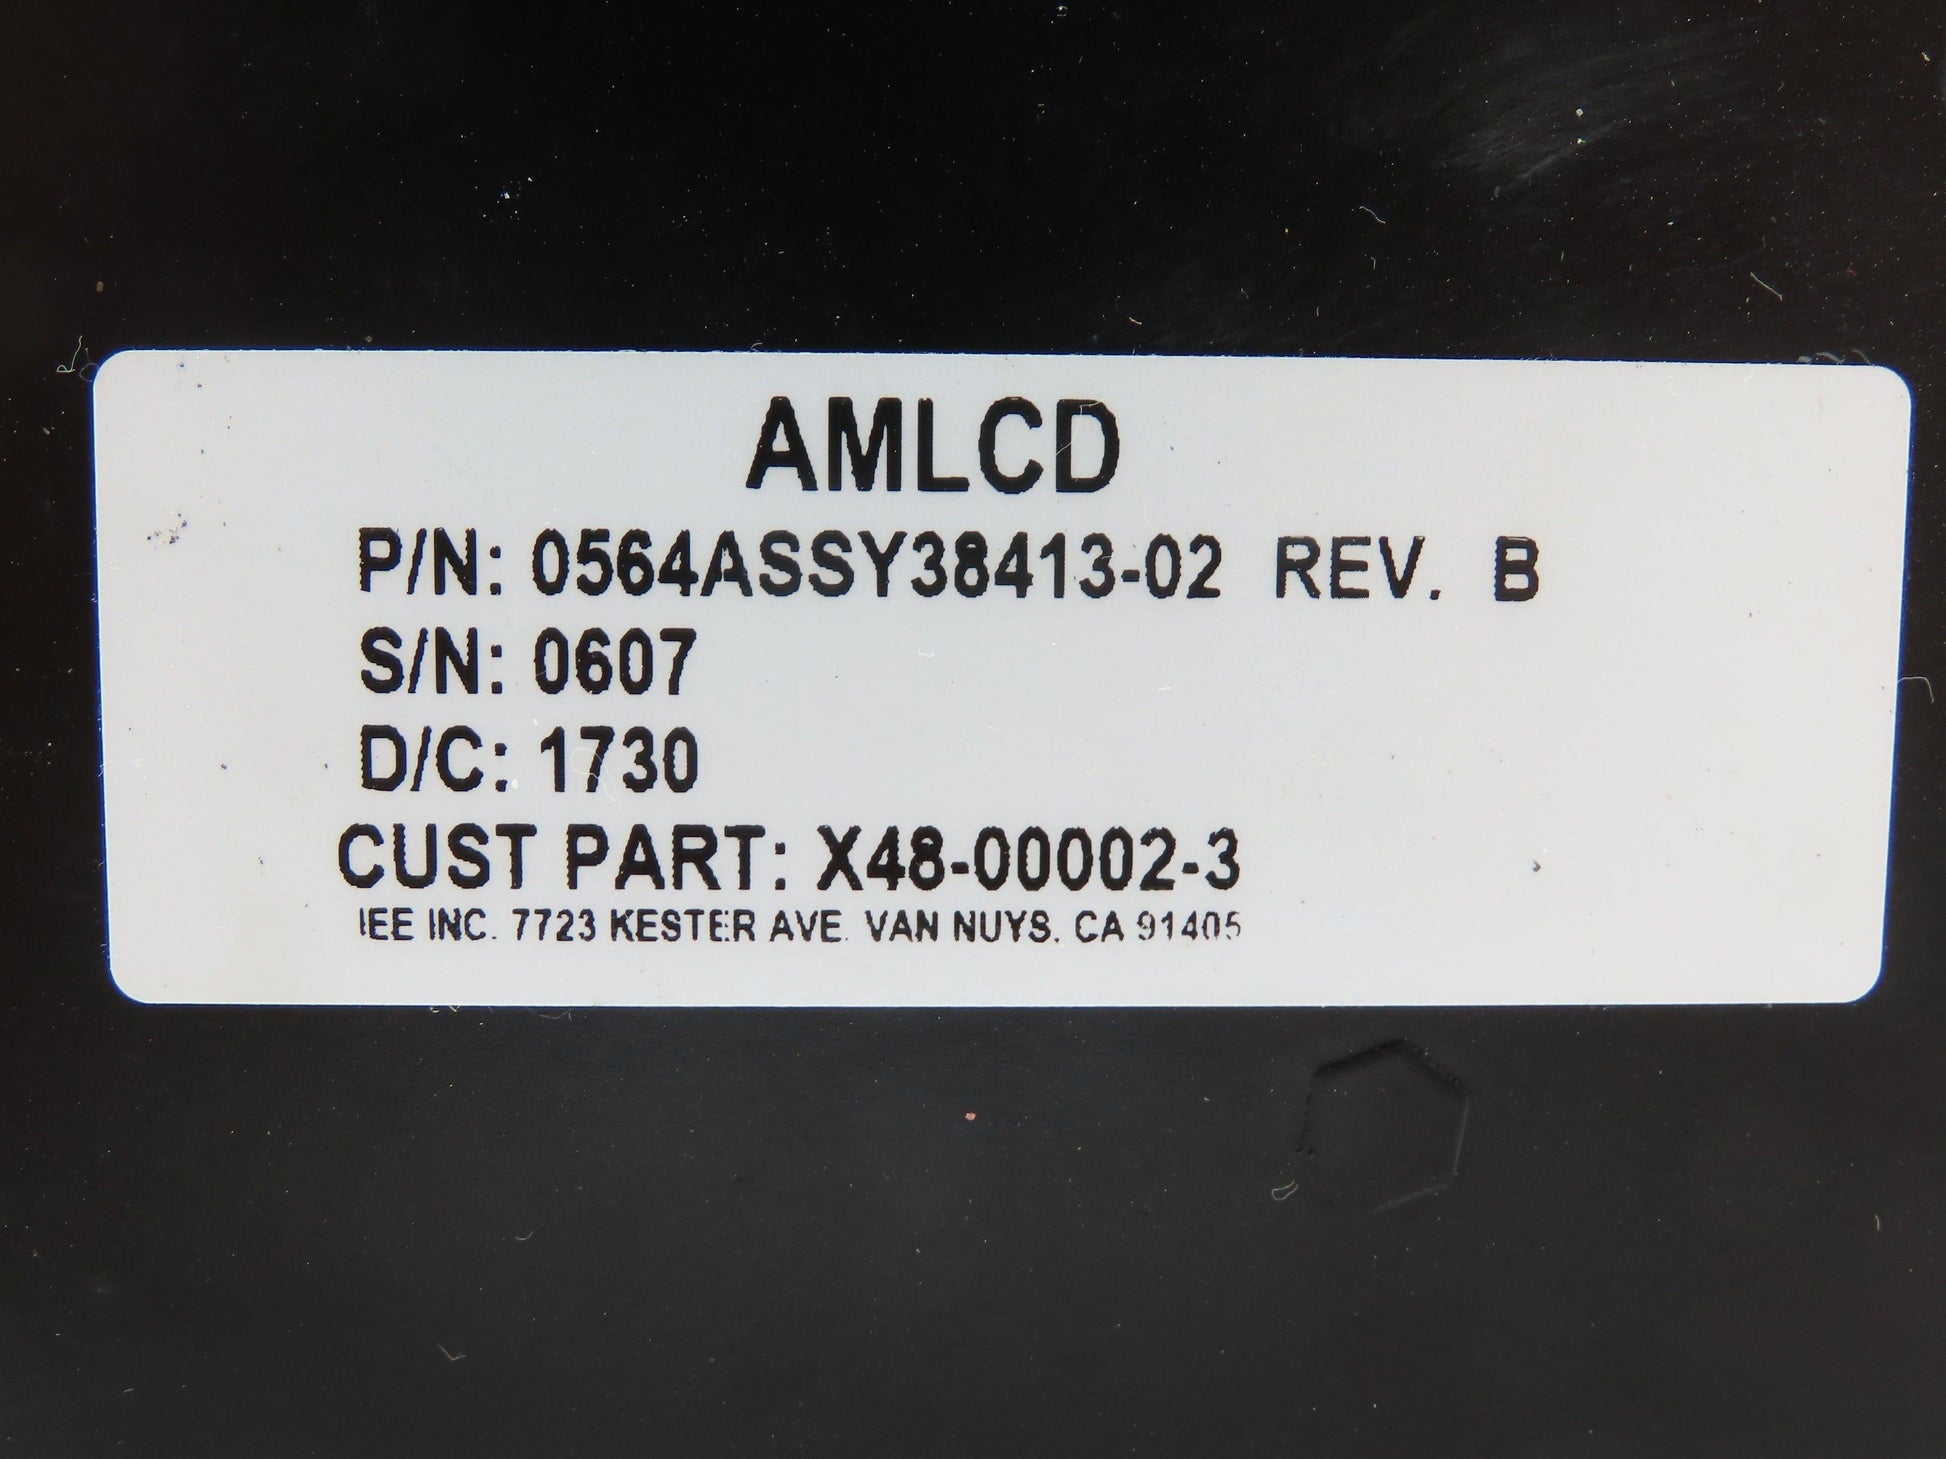 AMLCD
P/N: 0564ASSY38413-02 REV. B
S/N: 0607
D/C: 1730
CUST PART: X48-00002-3
IEE INC. 7723 KESTER AVE. VAN NUYS, CA 91405